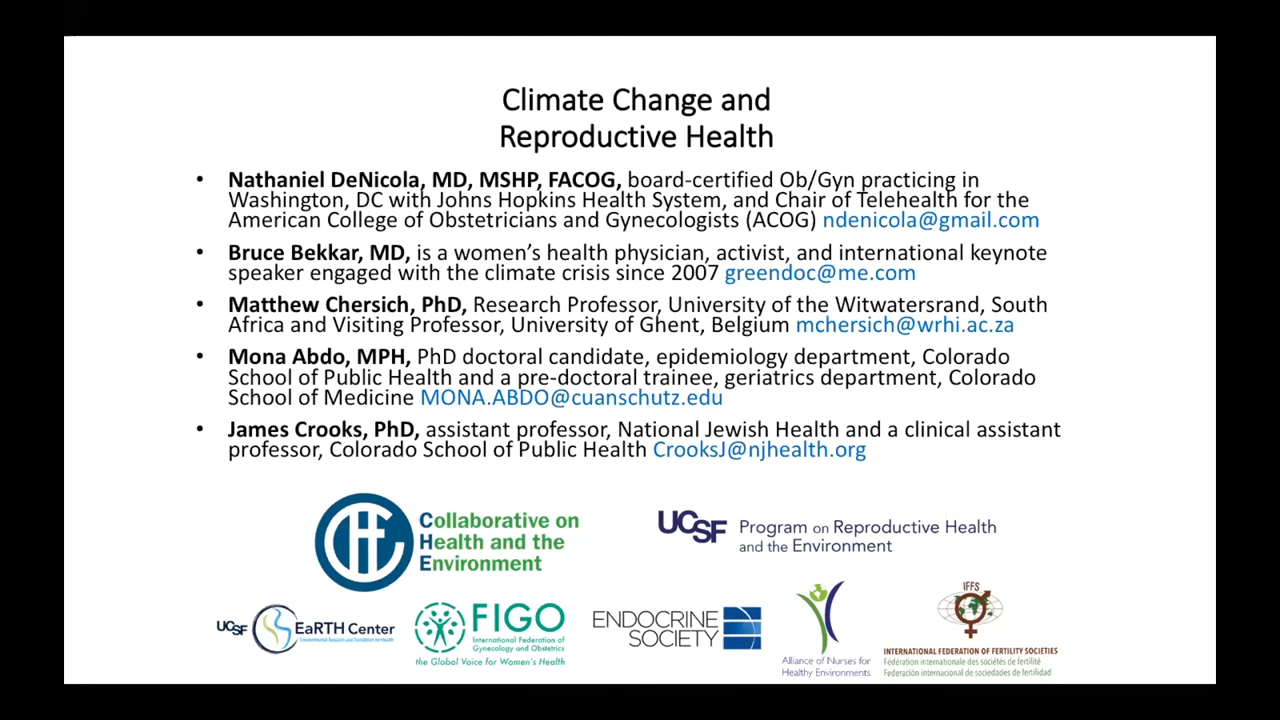 Climate Change and
Reproductive Health
• Nathaniel DeNicola, MD, MSHP, FACOG, board-certified Ob/Gyn practicing in
Washington, DC with Johns Hopkins Health System, and Chair of Telehealth for the
American College of Obstetricians and Gynecologists (ACOG) ndenicola@gmail.com
• Bruce Bekkar, MD, is a women's health physician, activist, and international keynote
speaker engaged with the climate crisis since 2007 greendoc@me.com
• Matthew Chersich, PhD, Research Professor, University of the Witwatersrand, South
Africa and Visiting Professor, University of Ghent, Belgium mchersich@wrhi.ac.za
• Mona Abdo, MPH, PhD doctoral candidate, epidemiology department, Colorado
School of Public Health and a pre-doctoral trainee, geriatrics department, Colorado
School of Medicine MONA.ABDO@cuanschutz.edu
• James Crooks, PhD, assistant professor, National Jewish Health and a clinical assistant
professor, Colorado School of Public Health CrooksJ@njhealth.org
CHE
Collaborative on
Health and the
Environment
UCSF Program on Reproductive Health
and the Environment
UCSF EaRTH Center
Environmental Research and Translation for Health
FIGO
International Federation of
Gynecology and Obstetrics
the Global Voice for Women's Health
ENDOCRINE
SOCIETY
Alliance of Nurses for
Healthy Environments
IFFS
INTERNATIONAL FEDERATION OF FERTILITY SOCIETIES
Fédération internationale des sociétés de fertilité
Federación internacional de sociedades de fertilidad